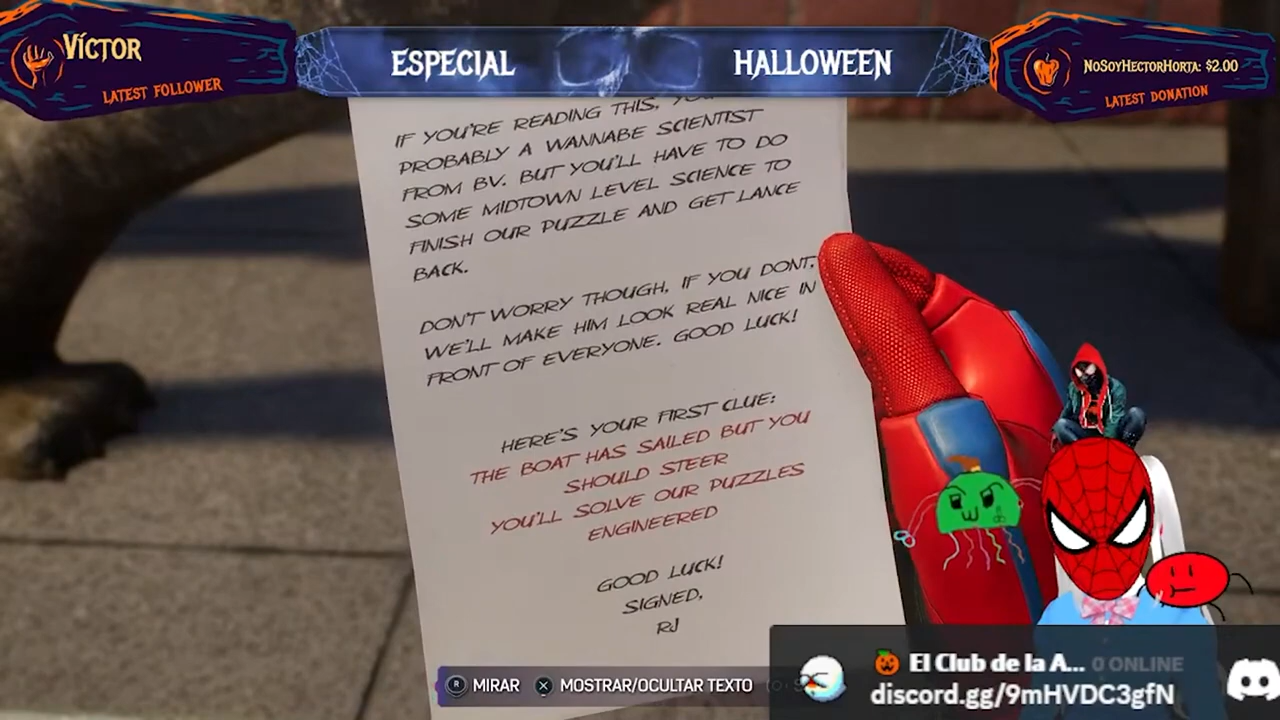 VÍCTOR
LATEST FOLLOWER
ESPECIAL HALLOWEEN
NOSOYHECTORHORTA: $2.00
LATEST DONATION
IF YOU'RE READING THIS,
PROBABLY A WANNABE SCIENTIST
FROM BV. BUT YOU'LL HAVE TO DO
SOME MIDTOWN LEVEL SCIENCE TO
FINISH OUR PUZZLE AND GET LANCE
BACK.
DON'T WORRY THOUGH, IF YOU DON'T,
WE'LL MAKE HIM LOOK REAL NICE IN
FRONT OF EVERYONE. GOOD LUCK!
HERE'S YOUR FIRST CLUE:
THE BOAT HAS SAILED BUT YOU
SHOULD STEER
YOU'LL SOLVE OUR PUZZLES
ENGINEERED
GOOD LUCK!
SIGNED,
RJ
R MIRAR X MOSTRAR/OCULTAR TEXTO
El Club de la A... 0 ONLINE
discord.gg/9mHVDC3gfN